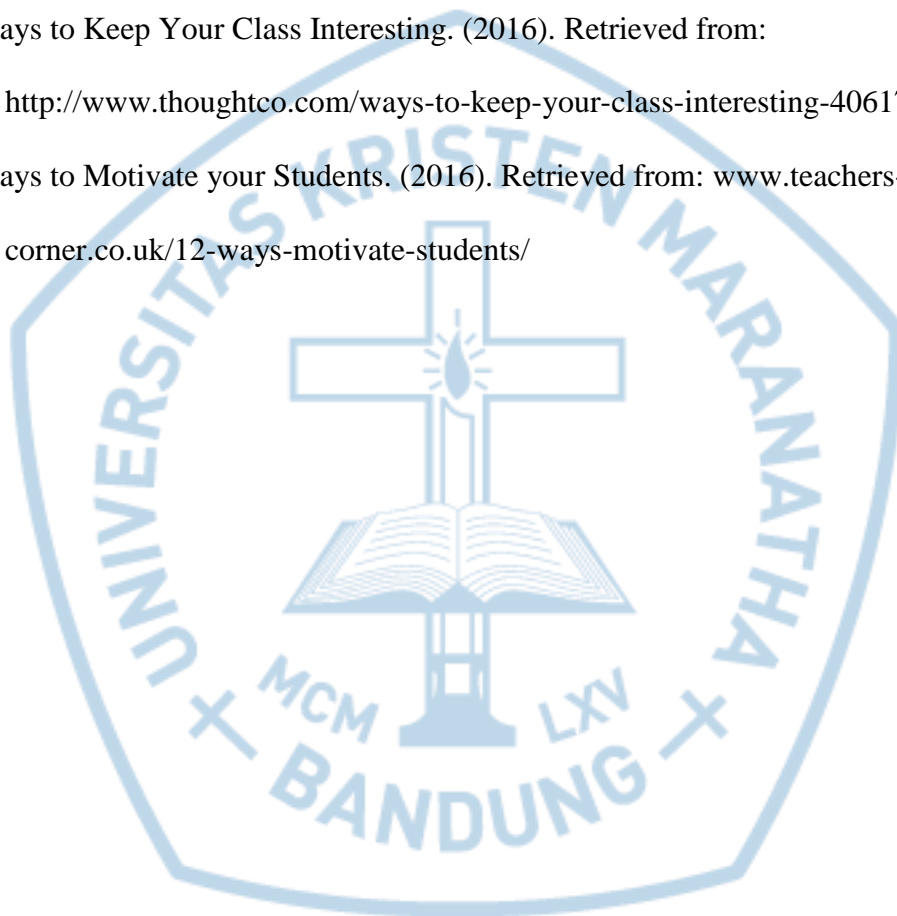 ays to Keep Your Class Interesting. (2016). Retrieved from:
http://www.thoughtco.com/ways-to-keep-your-class-interesting-4061
ays to Motivate your Students. (2016). Retrieved from: www.teachers-
corner.co.uk/12-ways-motivate-students/
UNIVERSITAS KRISTEN MARANATHA
MCM LXV
BANDUNG